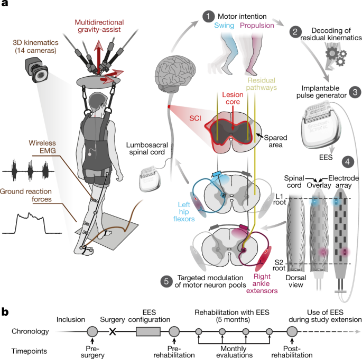 a
Multidirectional
gravity-assist
3D kinematics
(14 cameras)
Wireless
EMG
Ground reaction
forces
Lumbosacral
spinal cord
1 Motor intention
Swing
Propulsion
Residual
pathways
Lesion
core
SCI
Spared
area
Left
hip
flexors
Right
ankle
extensors
2 Decoding of
residual kinematics
3
Implantable
pulse generator
EES
4
Spinal
cord
Overlay
Electrode
array
L1
root
S2
root
Dorsal
view
5 Targeted modulation
of motor neuron pools
b
Chronology
Inclusion
Surgery
EES
configuration
Rehabilitation with EES
(5 months)
Use of EES
during study extension
Timepoints
Pre-
surgery
Pre-
rehabilitation
Monthly
evaluations
Post-
rehabilitation